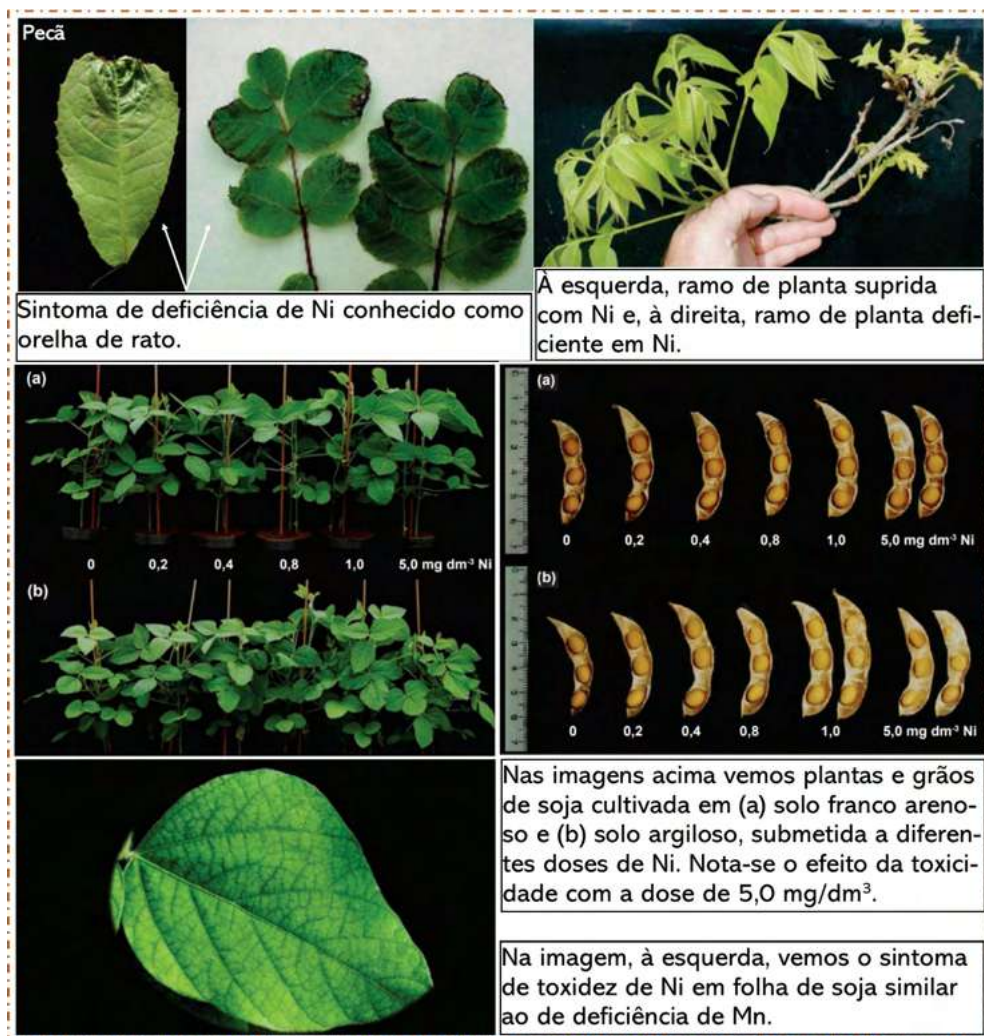 Pecã
Sintoma de deficiência de Ni conhecido como
orelha de rato.
À esquerda, ramo de planta suprida
com Ni e, à direita, ramo de planta defi-
ciente em Ni.
(a)
0 0,2 0,4 0,8 1,0 5,0 mg dm-³ Ni
(b)
(a)
0 0,2 0,4 0,8 1,0 5,0 mg dm-³ Ni
(b)
0 0,2 0,4 0,8 1,0 5,0 mg dm-³ Ni
Nas imagens acima vemos plantas e grãos
de soja cultivada em (a) solo franco areno-
so e (b) solo argiloso, submetida a diferen-
tes doses de Ni. Nota-se o efeito da toxici-
dade com a dose de 5,0 mg/dm³.
Na imagem, à esquerda, vemos o sintoma
de toxidez de Ni em folha de soja similar
ao de deficiência de Mn.